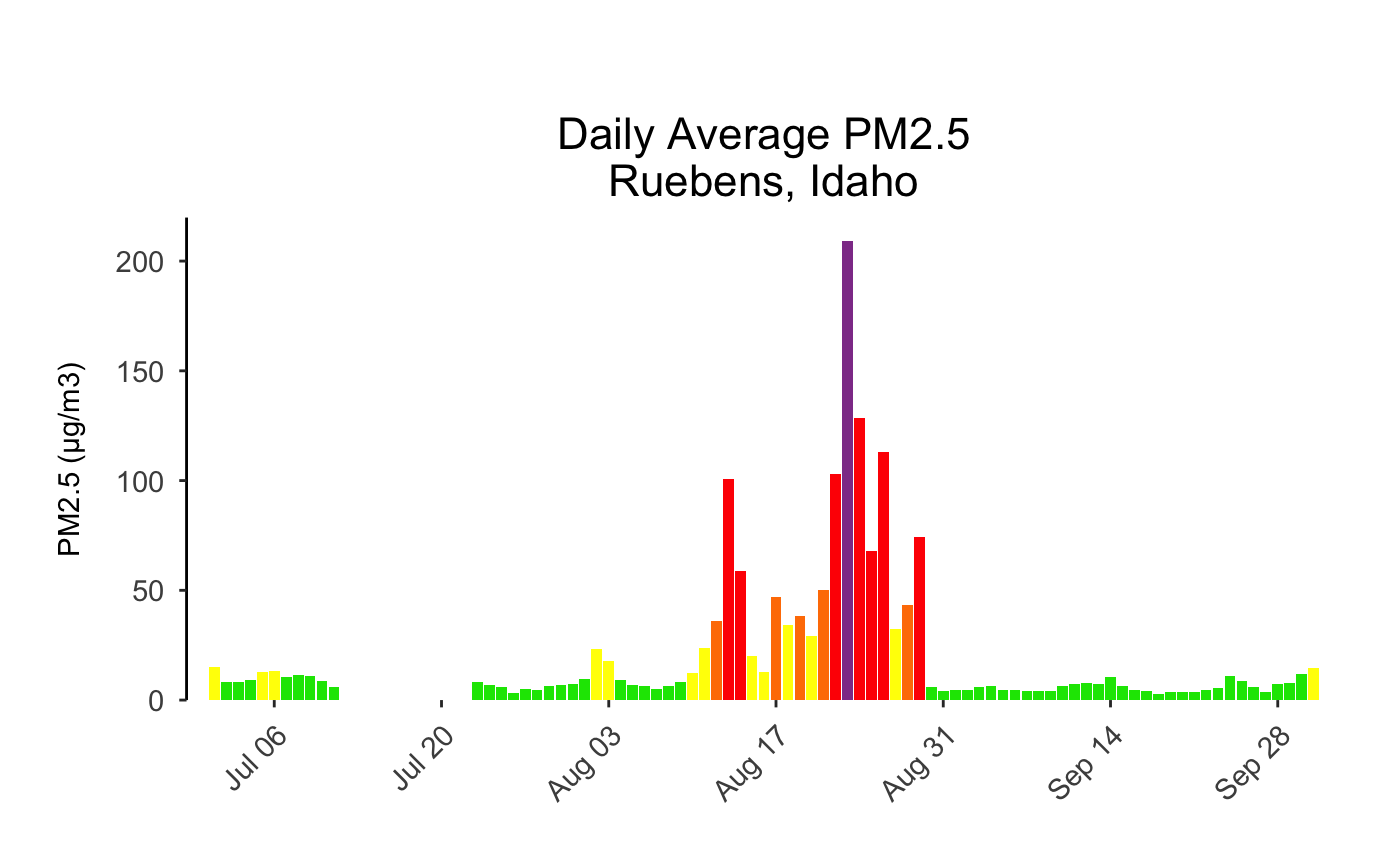 Daily Average PM2.5
Ruebens, Idaho
PM2.5 (µg/m3)
200
150
100
50
0
Jul 06
Jul 20
Aug 03
Aug 17
Aug 31
Sep 14
Sep 28